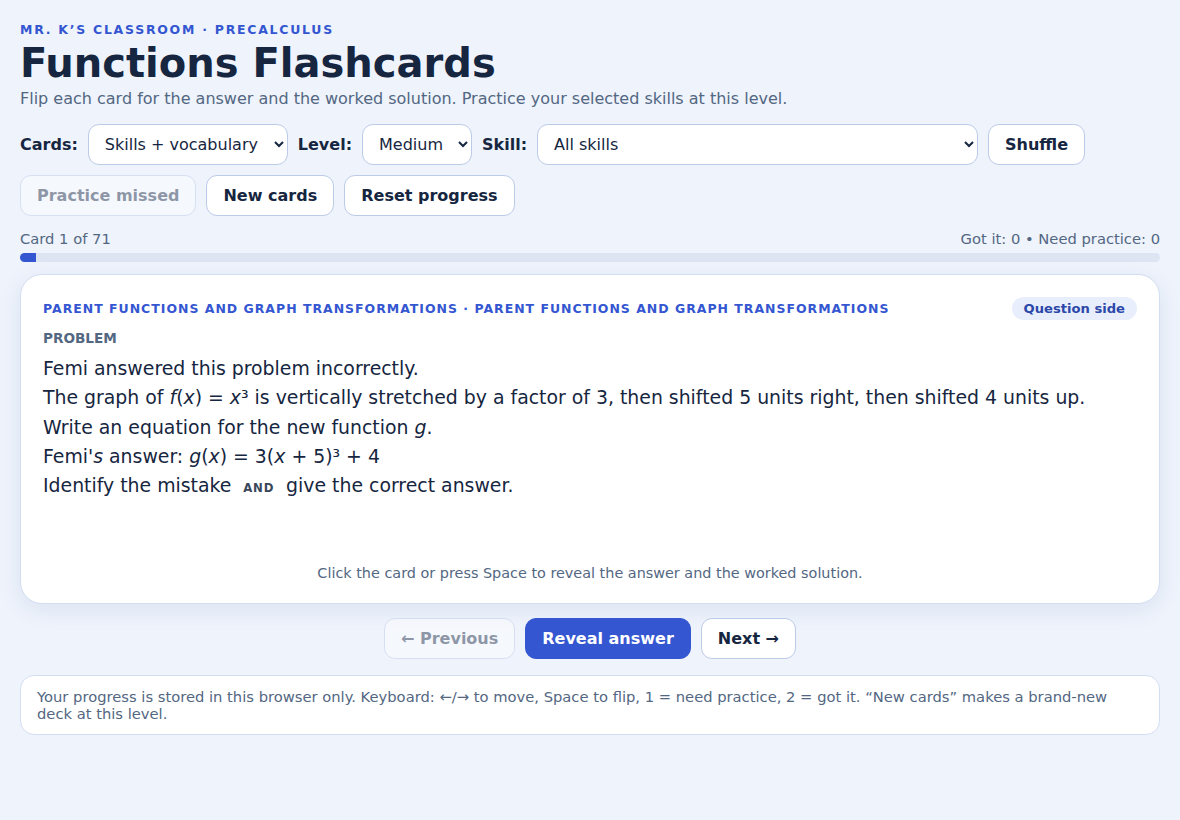 MR. K’S CLASSROOM · PRECALCULUS
Functions Flashcards
Flip each card for the answer and the worked solution. Practice your selected skills at this level.
Cards: Skills + vocabulary Level: Medium Skill: All skills Shuffle
Practice missed New cards Reset progress
Card 1 of 71 Got it: 0 • Need practice: 0
PARENT FUNCTIONS AND GRAPH TRANSFORMATIONS · PARENT FUNCTIONS AND GRAPH TRANSFORMATIONS Question side
PROBLEM
Femi answered this problem incorrectly.
The graph of f(x) = x³ is vertically stretched by a factor of 3, then shifted 5 units right, then shifted 4 units up.
Write an equation for the new function g.
Femi's answer: g(x) = 3(x + 5)³ + 4
Identify the mistake AND give the correct answer.
Click the card or press Space to reveal the answer and the worked solution.
← Previous Reveal answer Next →
Your progress is stored in this browser only. Keyboard: ←/→ to move, Space to flip, 1 = need practice, 2 = got it. “New cards” makes a brand-new
deck at this level.